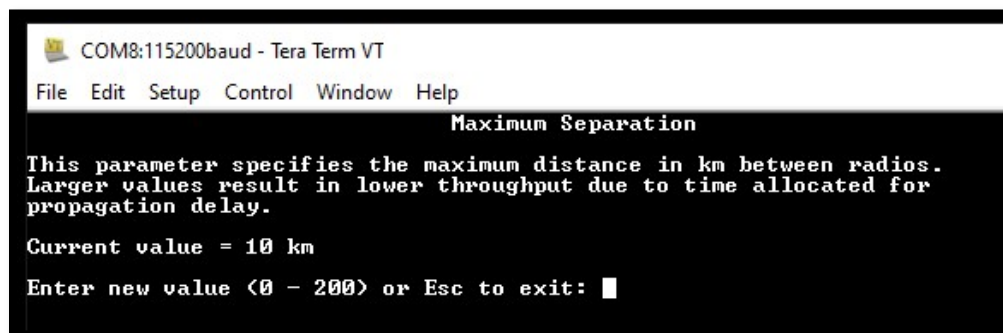 COM8:115200baud - Tera Term VT
File Edit Setup Control Window Help
Maximum Separation
This parameter specifies the maximum distance in km between radios.
Larger values result in lower throughput due to time allocated for
propagation delay.
Current value = 10 km
Enter new value (0 - 200) or Esc to exit: